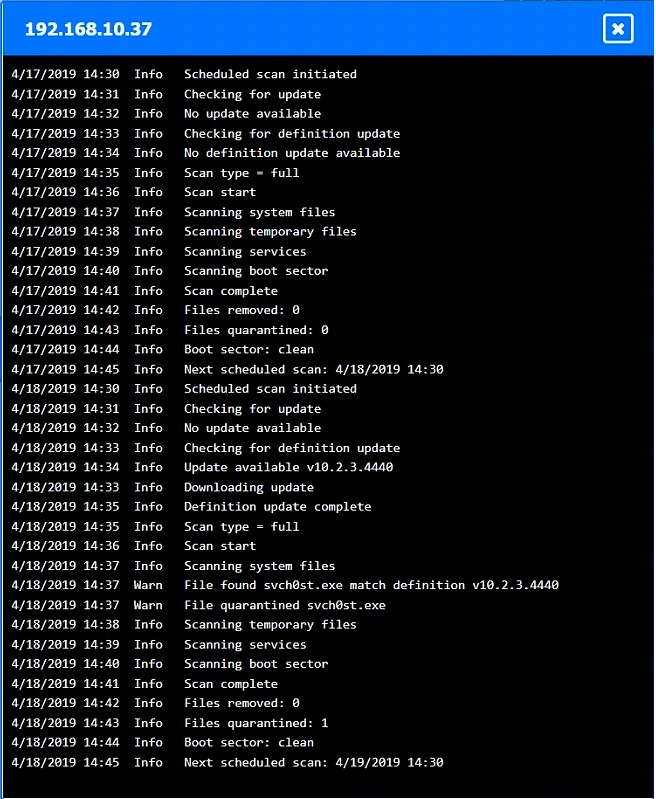 192.168.10.37
4/17/2019 14:30 Info Scheduled scan initiated
4/17/2019 14:31 Info Checking for update
4/17/2019 14:32 Info No update available
4/17/2019 14:33 Info Checking for definition update
4/17/2019 14:34 Info No definition update available
4/17/2019 14:35 Info Scan type = full
4/17/2019 14:36 Info Scan start
4/17/2019 14:37 Info Scanning system files
4/17/2019 14:38 Info Scanning temporary files
4/17/2019 14:39 Info Scanning services
4/17/2019 14:40 Info Scanning boot sector
4/17/2019 14:41 Info Scan complete
4/17/2019 14:42 Info Files removed: 0
4/17/2019 14:43 Info Files quarantined: 0
4/17/2019 14:44 Info Boot sector: clean
4/17/2019 14:45 Info Next scheduled scan: 4/18/2019 14:30
4/18/2019 14:30 Info Scheduled scan initiated
4/18/2019 14:31 Info Checking for update
4/18/2019 14:32 Info No update available
4/18/2019 14:33 Info Checking for definition update
4/18/2019 14:34 Info Update available v10.2.3.4440
4/18/2019 14:33 Info Downloading update
4/18/2019 14:35 Info Definition update complete
4/18/2019 14:35 Info Scan type = full
4/18/2019 14:36 Info Scan start
4/18/2019 14:37 Info Scanning system files
4/18/2019 14:37 Warn File found svch0st.exe match definition v10.2.3.4440
4/18/2019 14:37 Warn File quarantined svch0st.exe
4/18/2019 14:38 Info Scanning temporary files
4/18/2019 14:39 Info Scanning services
4/18/2019 14:40 Info Scanning boot sector
4/18/2019 14:41 Info Scan complete
4/18/2019 14:42 Info Files removed: 0
4/18/2019 14:43 Info Files quarantined: 1
4/18/2019 14:44 Info Boot sector: clean
4/18/2019 14:45 Info Next scheduled scan: 4/19/2019 14:30